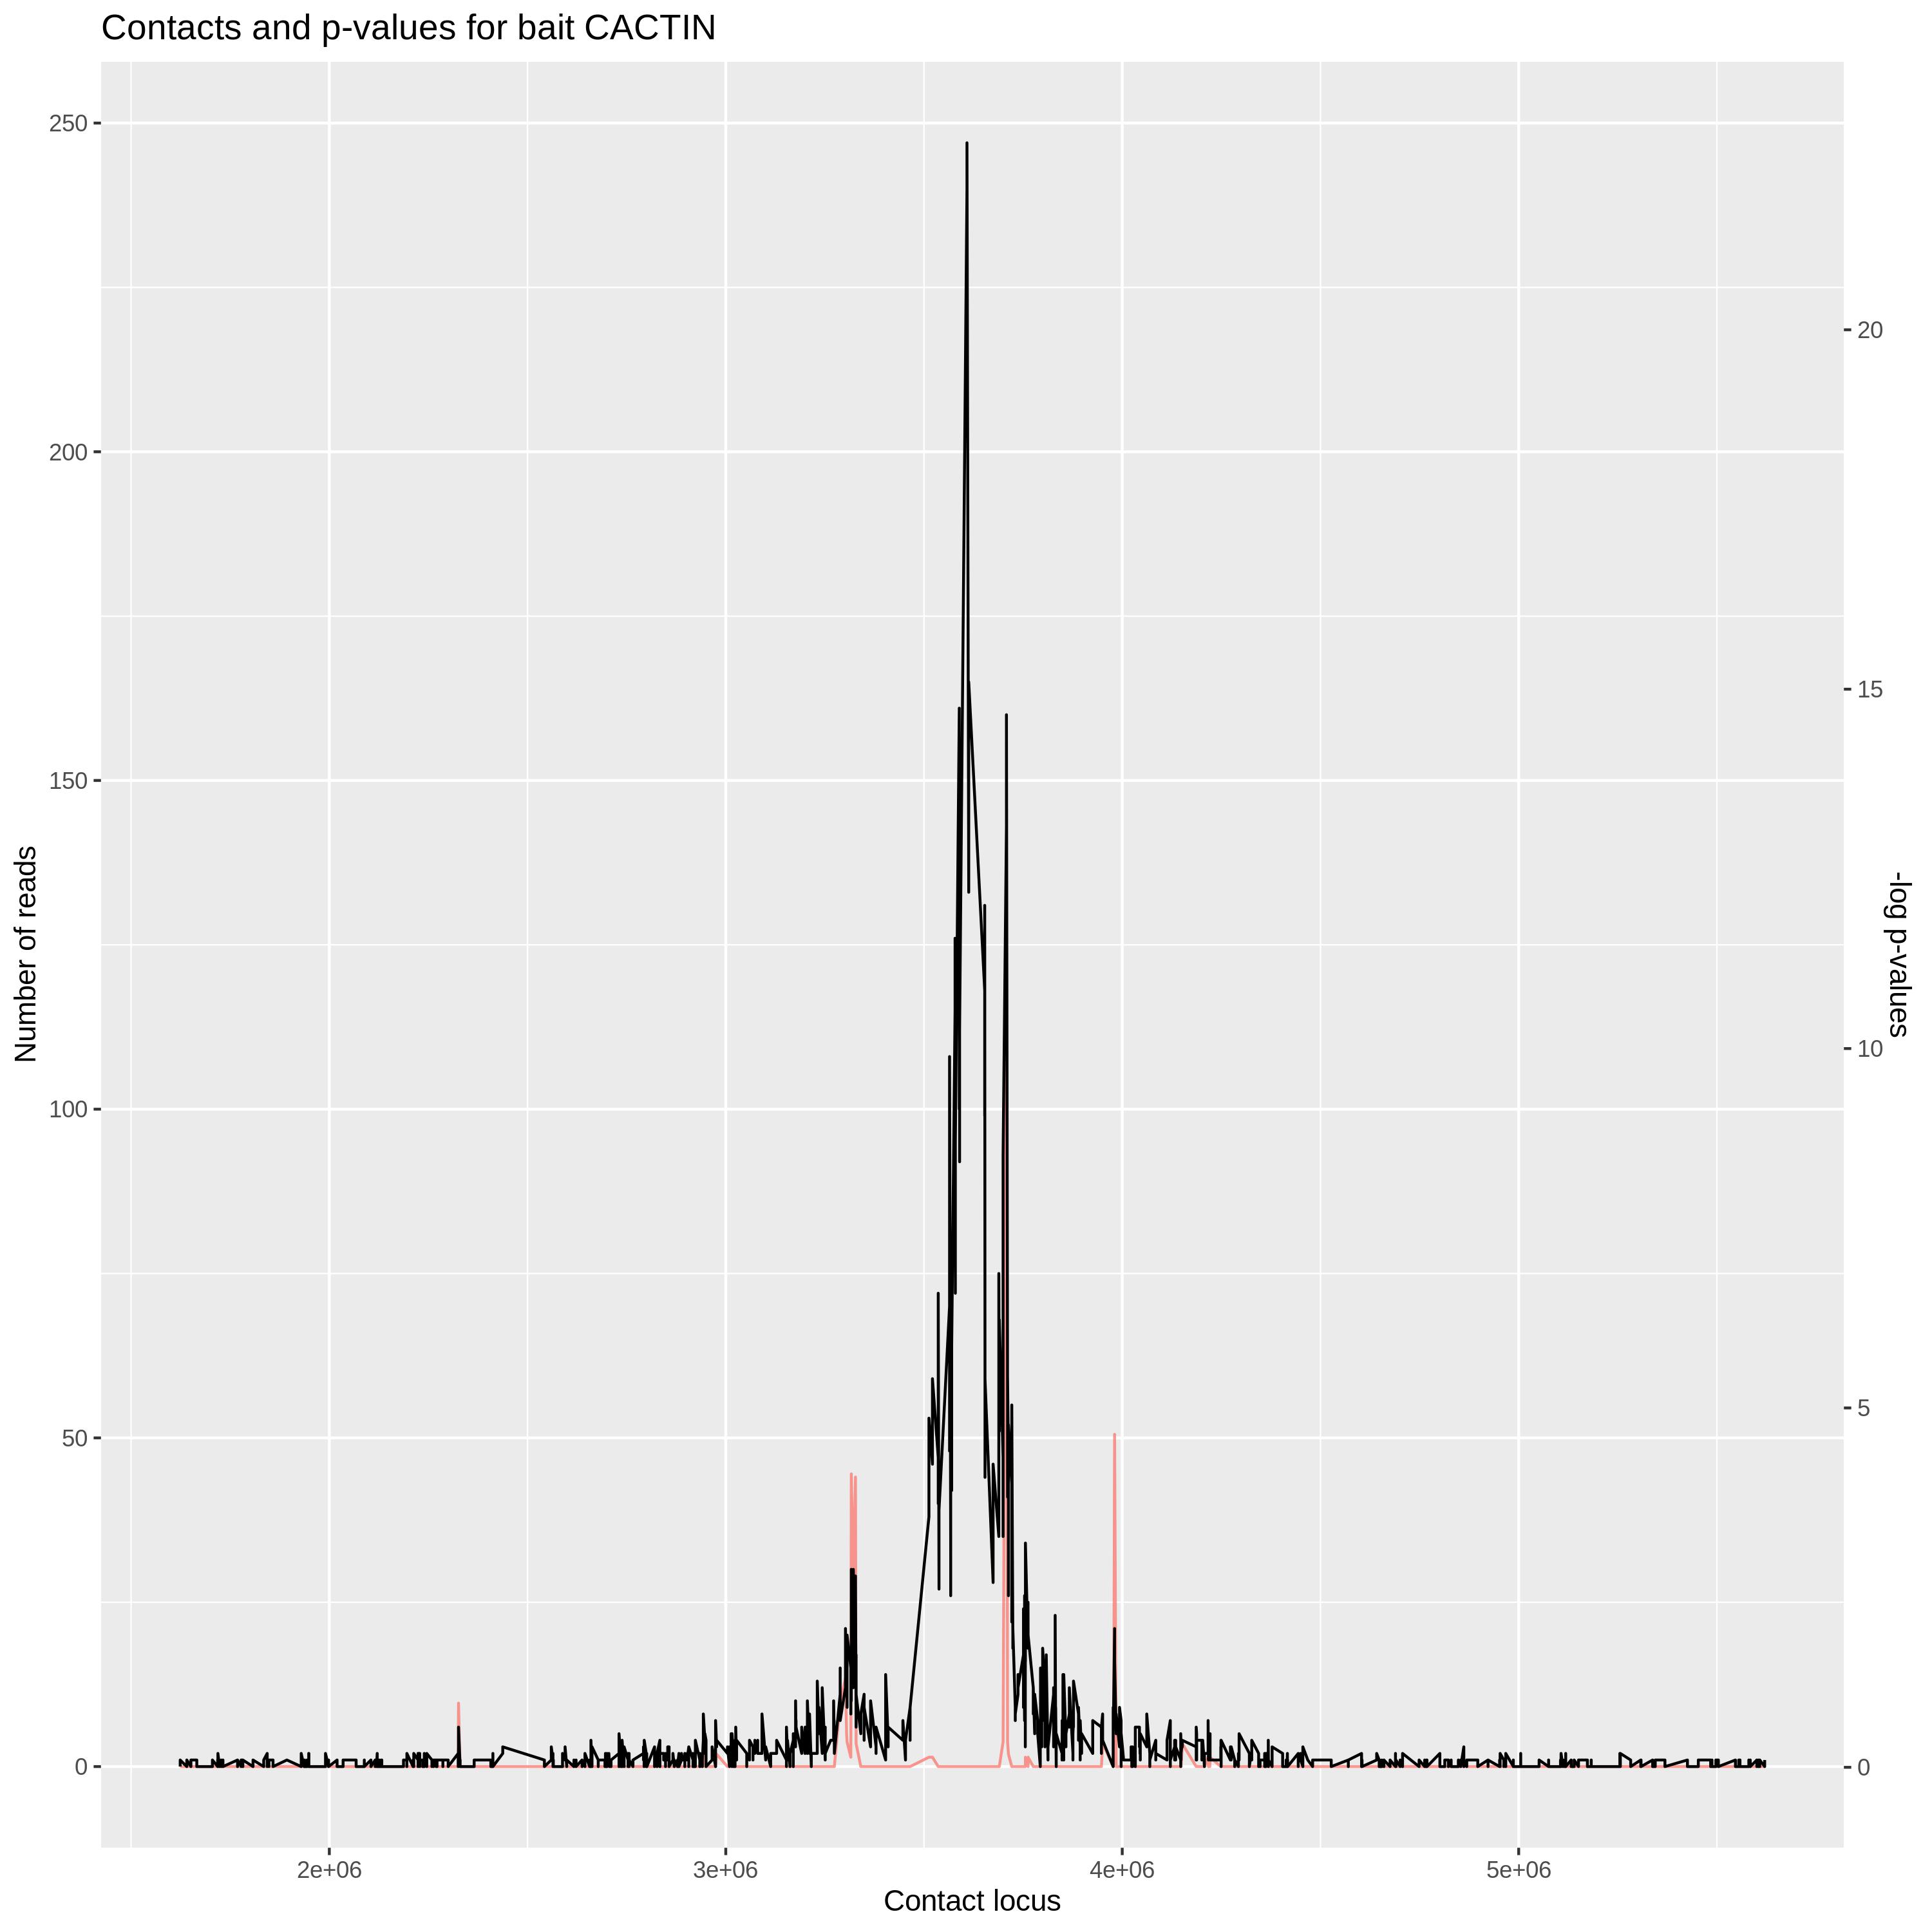 Contacts and p-values for bait CACTIN
250
200
150
100
50
0
Number of reads
20
15
10
5
0
-log p-values
2e+06
3e+06
4e+06
5e+06
Contact locus